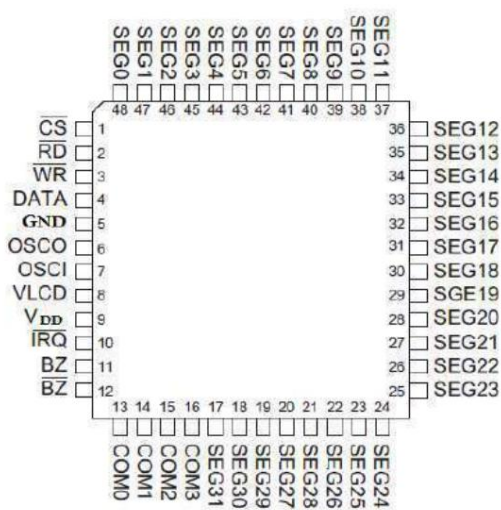 SEG0 SEG1 SEG2 SEG3 SEG4 SEG5 SEG6 SEG7 SEG8 SEG9 SEG10 SEG11
48 47 46 45 44 43 42 41 40 39 38 37
CS 1 36 SEG12
RD 2 35 SEG13
WR 3 34 SEG14
DATA 4 33 SEG15
GND 5 32 SEG16
OSCO 6 31 SEG17
OSCI 7 30 SEG18
VLCD 8 29 SGE19
VDD 9 28 SEG20
IRQ 10 27 SEG21
BZ 11 26 SEG22
BZ 12 25 SEG23
13 14 15 16 17 18 19 20 21 22 23 24
COM0 COM1 COM2 COM3 SEG31 SEG30 SEG29 SEG27 SEG28 SEG26 SEG25 SEG24